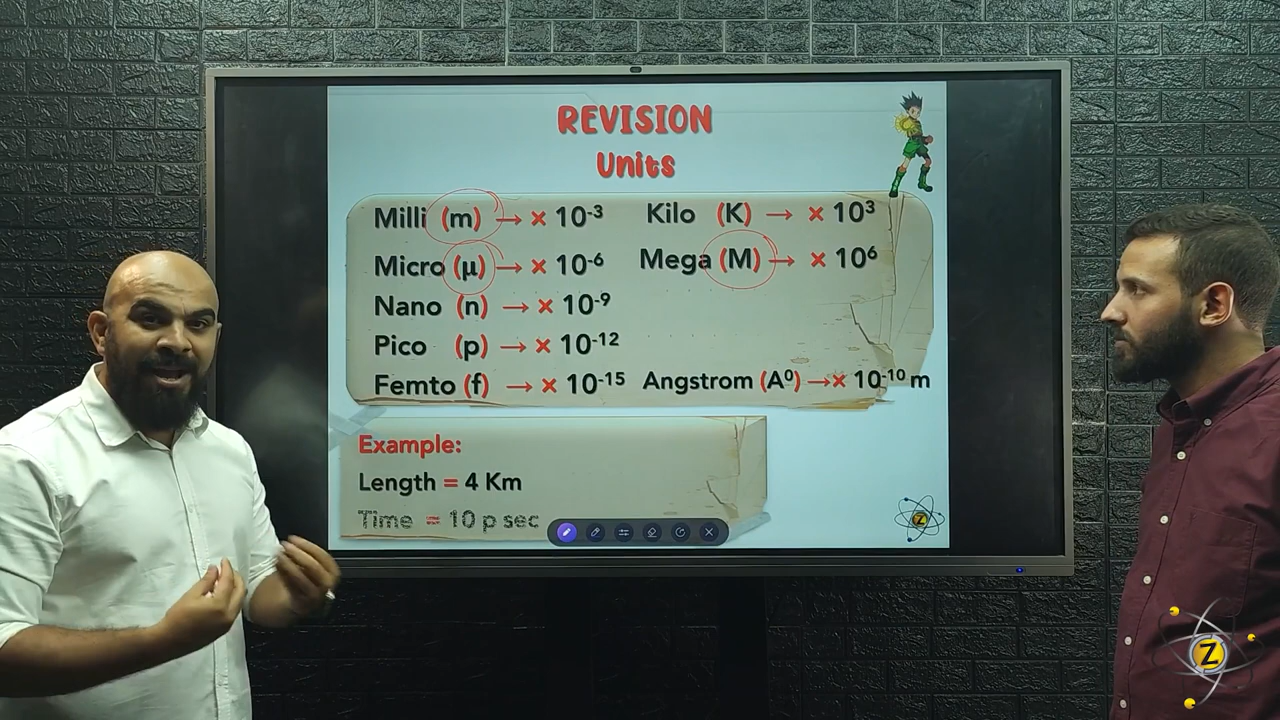 REVISION
Units
Milli (m) → × 10⁻³
Kilo (K) → × 10³
Micro (μ) → × 10⁻⁶
Mega (M) → × 10⁶
Nano (n) → × 10⁻⁹
Pico (p) → × 10⁻¹²
Femto (f) → × 10⁻¹⁵
Angstrom (A⁰) → × 10⁻¹⁰ m
Example:
Length = 4 Km
Time = 10 p sec
Z
Z